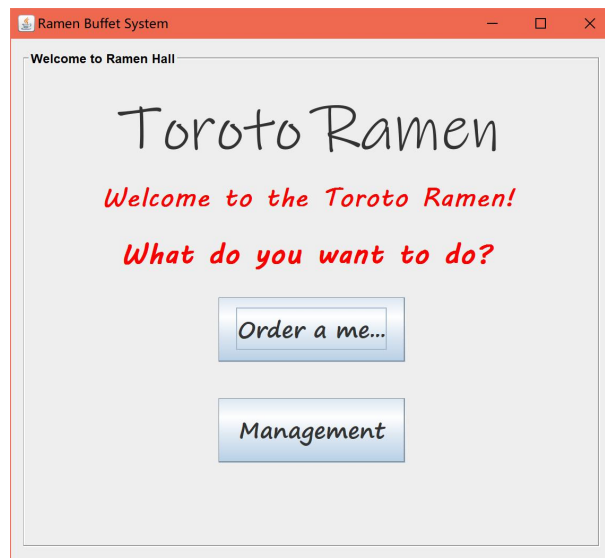 Ramen Buffet System
Welcome to Ramen Hall
Toroto Ramen
Welcome to the Toroto Ramen!
What do you want to do?
Order a me...
Management